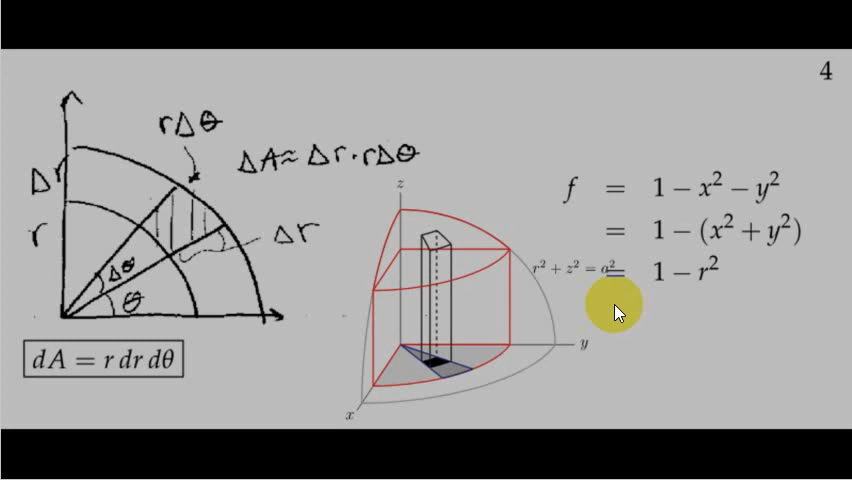 4
rΔθ
ΔA≈Δr·rΔθ
Δr
r
Δr
Δθ
θ
dA = r dr dθ
z
r² + z² = a²
y
x
f = 1 − x² − y²
= 1 − (x² + y²)
= 1 − r²